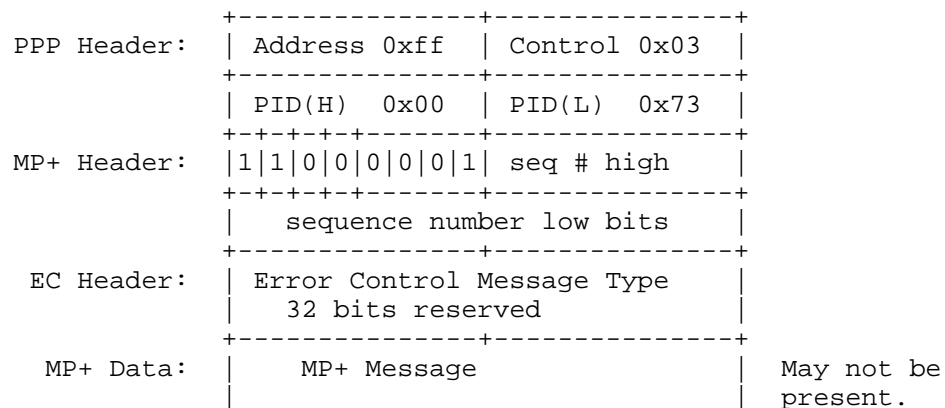 +---------------+---------------+
PPP Header:   | Address 0xff  | Control 0x03  |
              +---------------+---------------+
              | PID(H)  0x00  | PID(L)  0x73  |
              +-+-+-+-+-------+---------------+
MP+ Header:   |1|1|0|0|0|0|0|1| seq # high    |
              +-+-+-+-+-------+---------------+
              |   sequence number low bits    |
              +---------------+---------------+
 EC Header:   | Error Control Message Type    |
              |   32 bits reserved            |
              +---------------+---------------+
  MP+ Data:   |    MP+ Message                |  May not be
              |                               |  present.